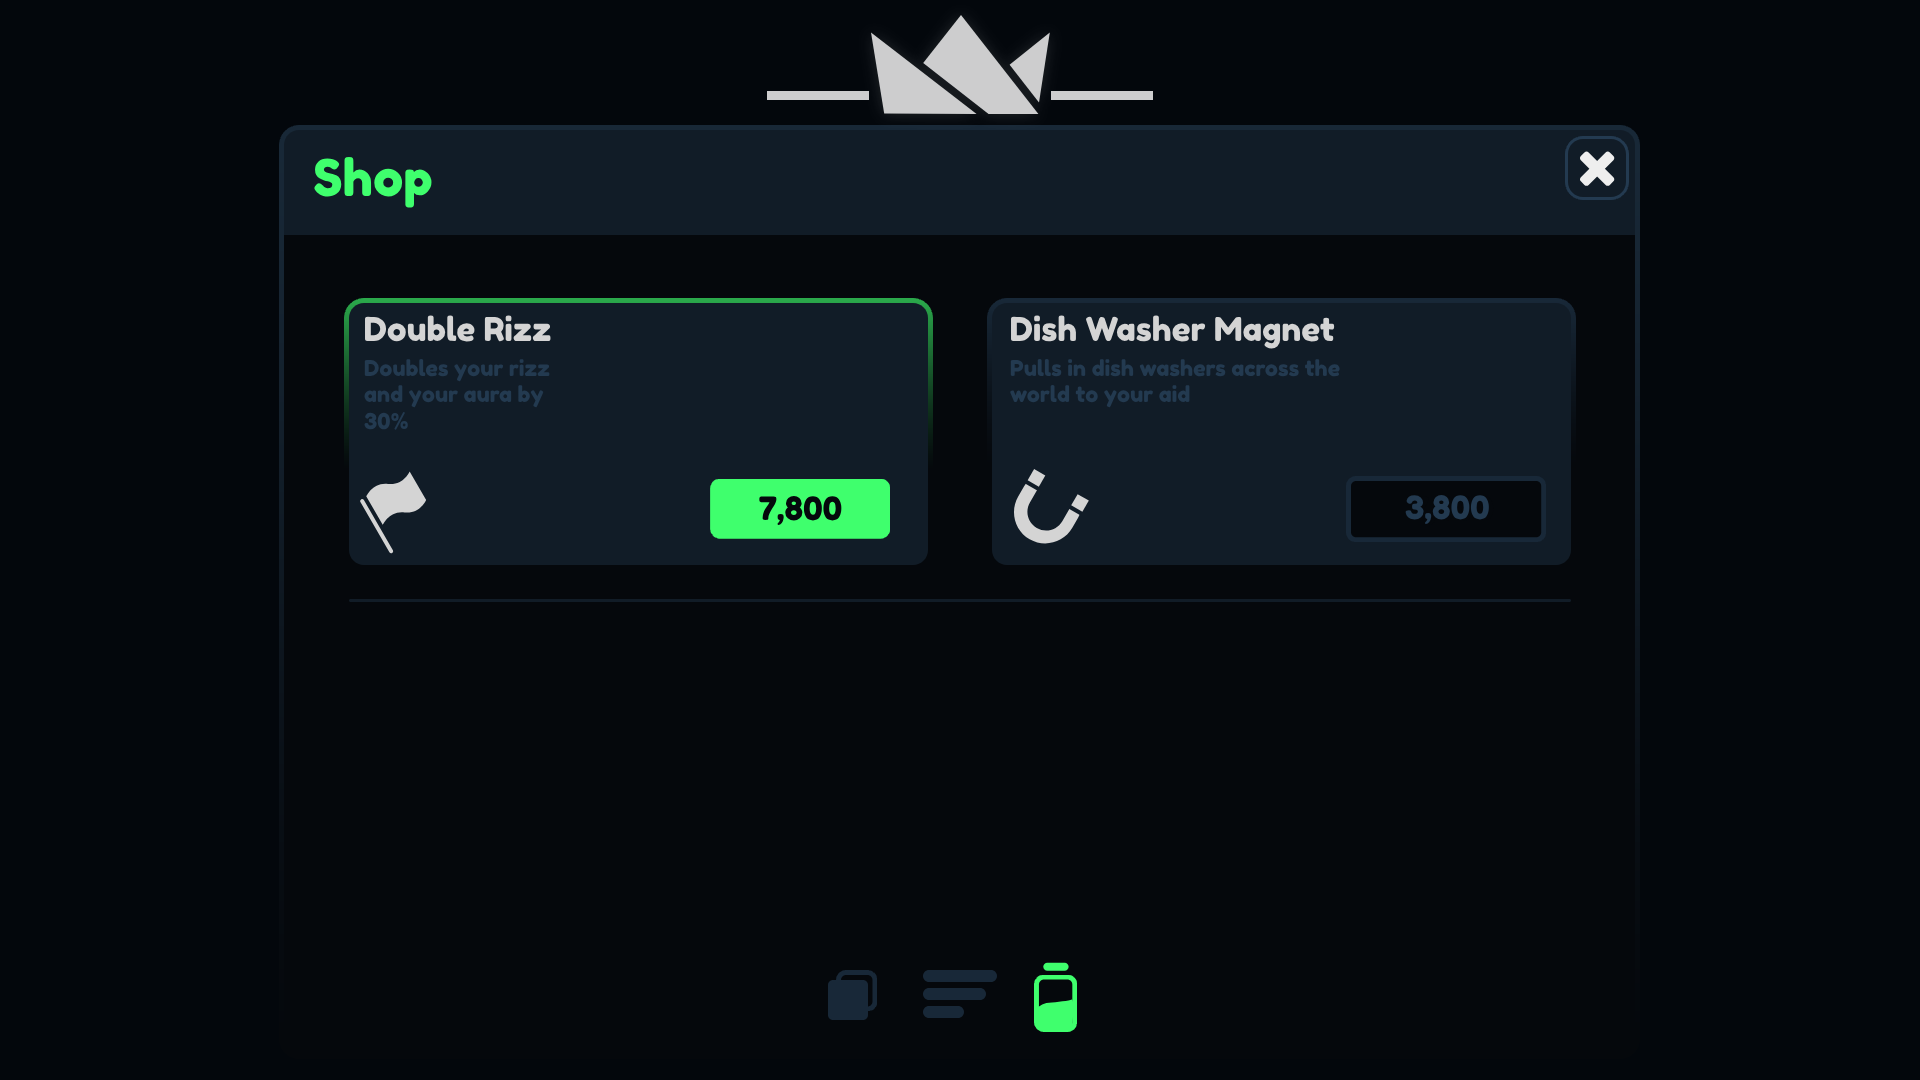 Shop
Double Rizz
Doubles your rizz
and your aura by
30%
7,800
Dish Washer Magnet
Pulls in dish washers across the
world to your aid
3,800